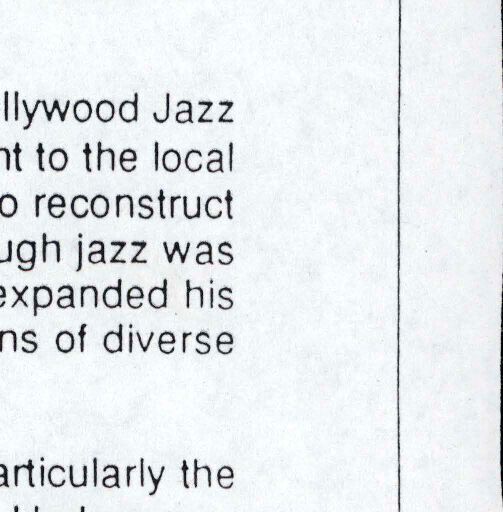 llywood Jazz
nt to the local
o reconstruct
ugh jazz was
expanded his
ns of diverse
articularly the